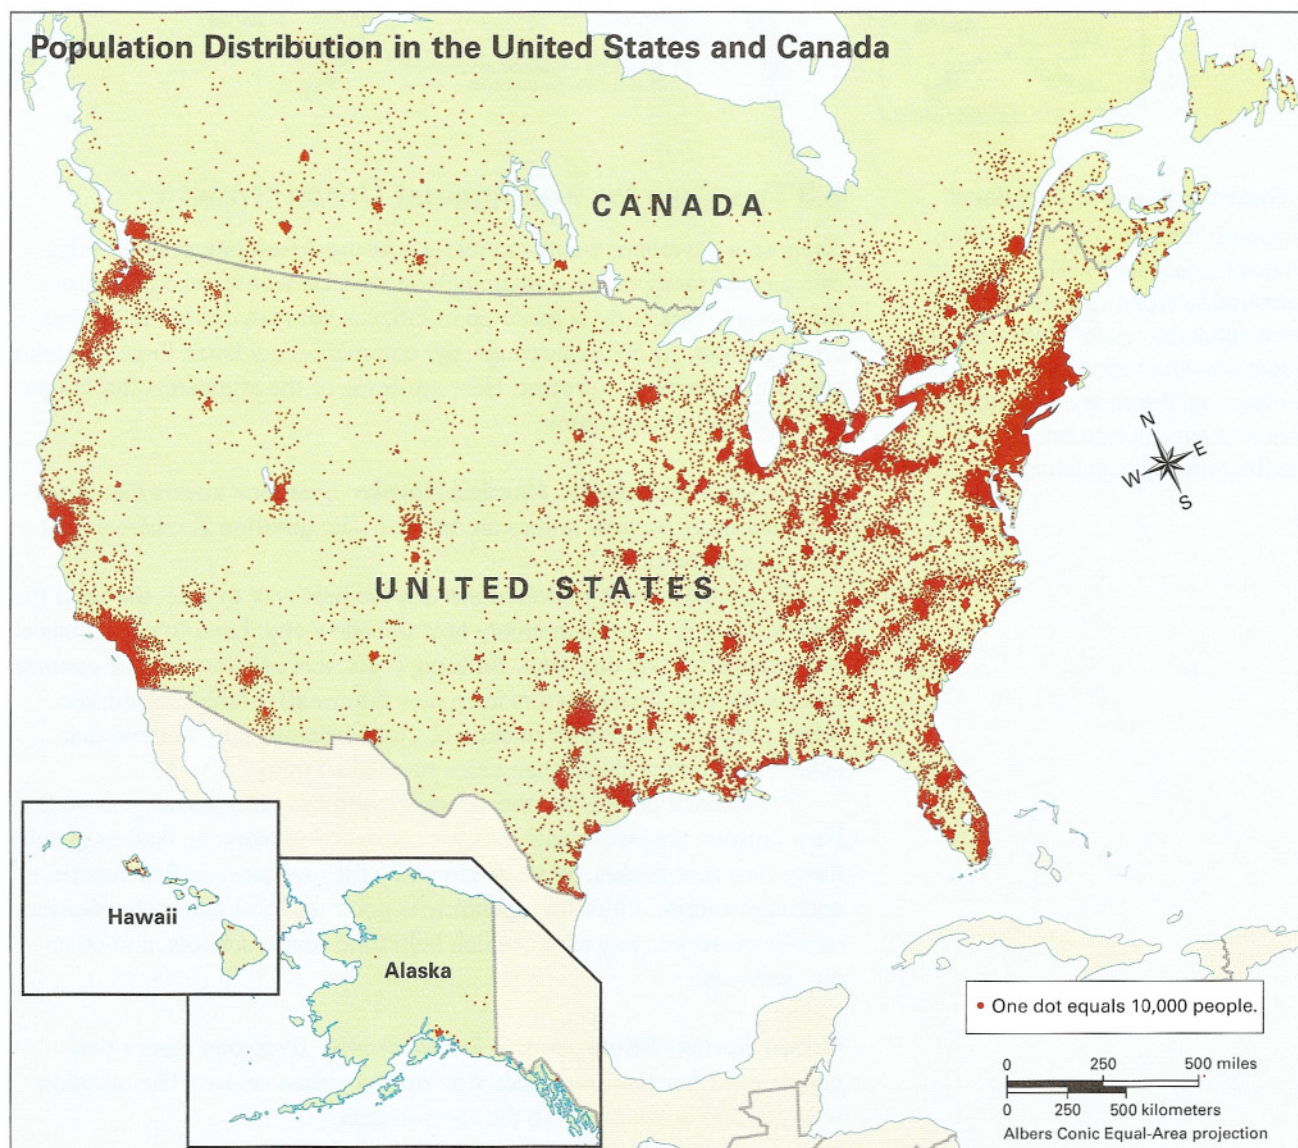 Population Distribution in the United States and Canada
CANADA
N
E
W
S
UNITED STATES
Hawaii
Alaska
One dot equals 10,000 people.
0 250 500 miles
0 250 500 kilometers
Albers Conic Equal-Area projection